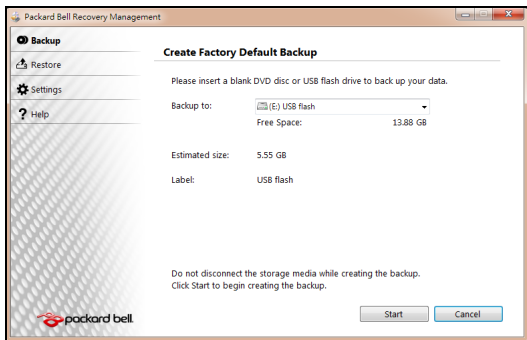 Packard Bell Recovery Management
Backup
Restore
Settings
Help
Create Factory Default Backup
Please insert a blank DVD disc or USB flash drive to back up your data.
Backup to: (E:) USB flash
Free Space: 13.88 GB
Estimated size: 5.55 GB
Label: USB flash
Do not disconnect the storage media while creating the backup.
Click Start to begin creating the backup.
Start Cancel
packard bell.